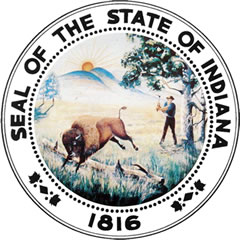 SEAL OF THE STATE OF INDIANA
1816